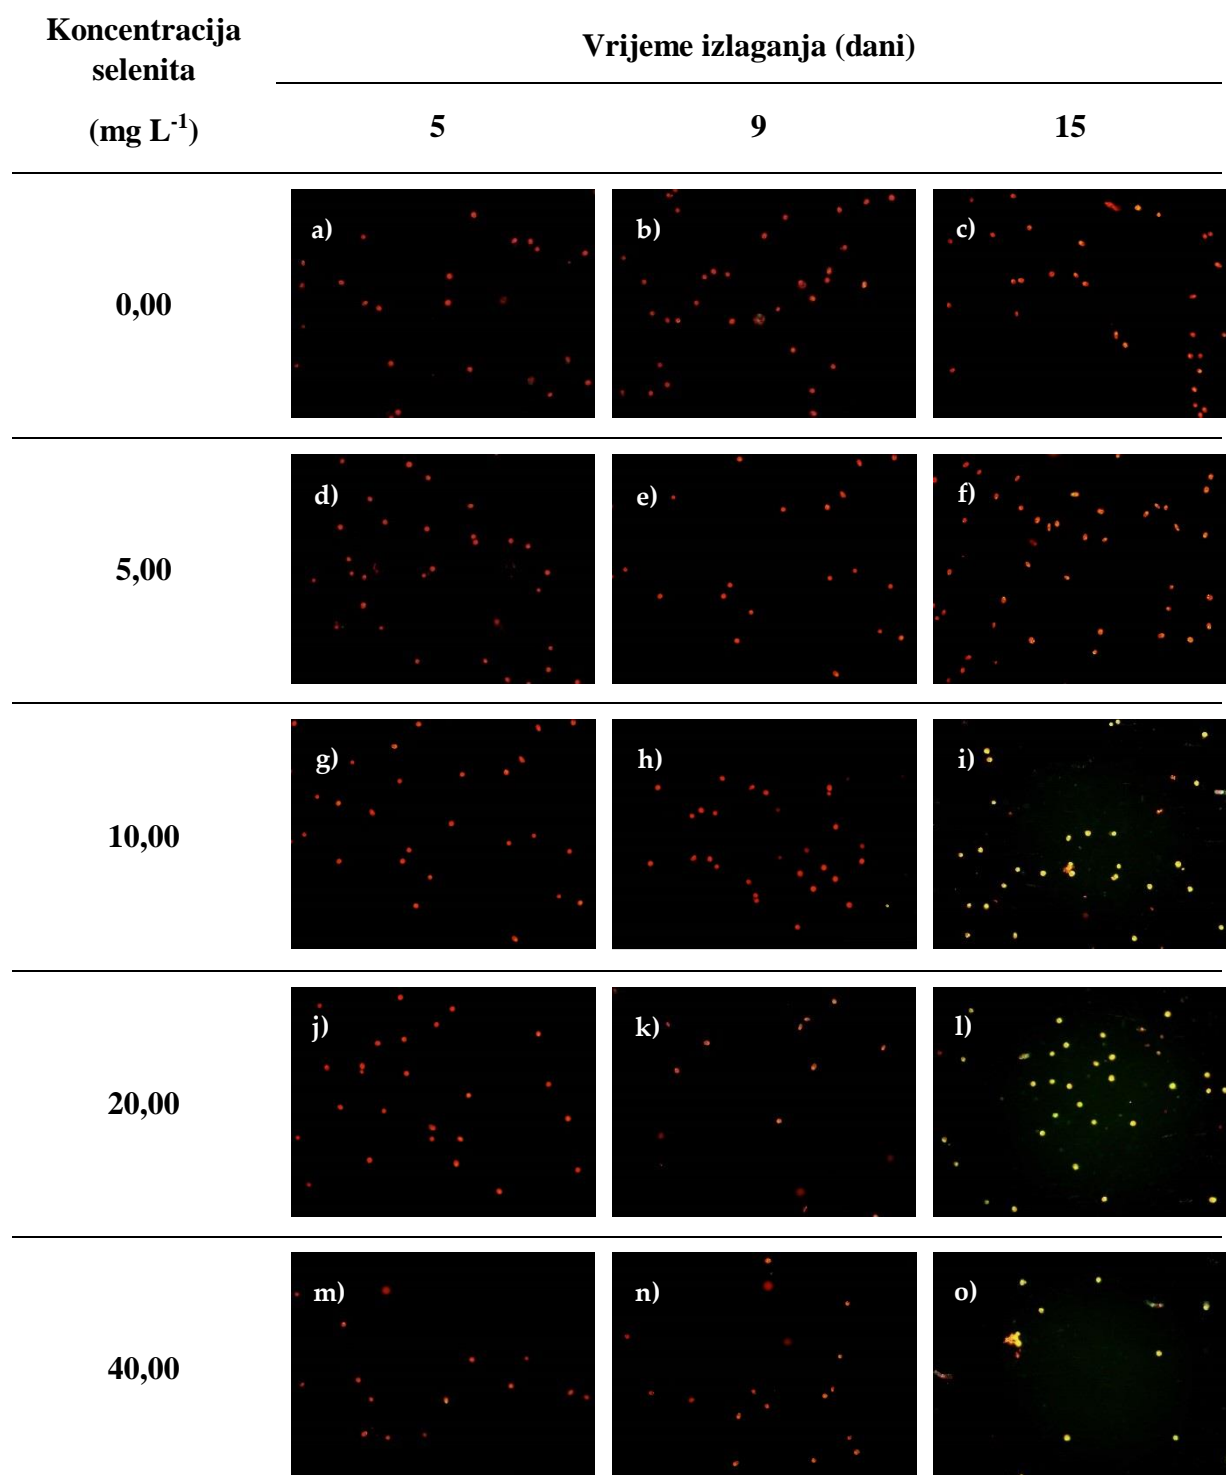 Koncentracija
selenita
(mg L-1)
Vrijeme izlaganja (dani)
5 9 15
0,00
a) b) c)
5,00
d) e) f)
10,00
g) h) i)
20,00
j) k) l)
40,00
m) n) o)